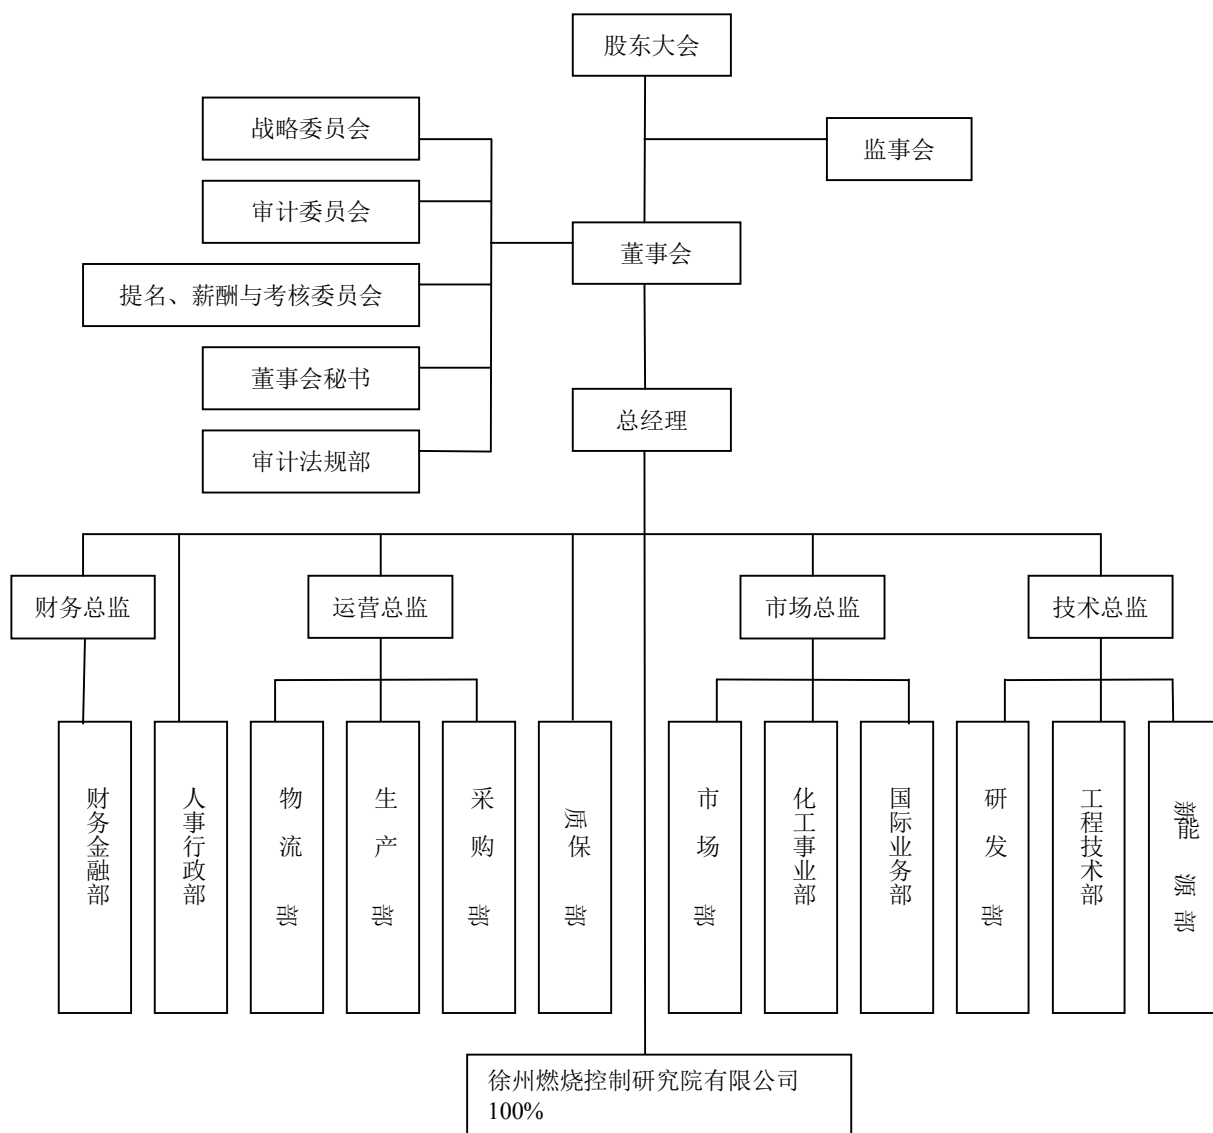 股东大会
战略委员会
监事会
审计委员会
董事会
提名、薪酬与考核委员会
董事会秘书
总经理
审计法规部
财务总监
运营总监
市场总监
技术总监
财务金融部
人事行政部
物流部
生产部
采购部
质保部
市场部
化工事业部
国际业务部
研发部
工程技术部
新能源部
徐州燃烧控制研究院有限公司
100%